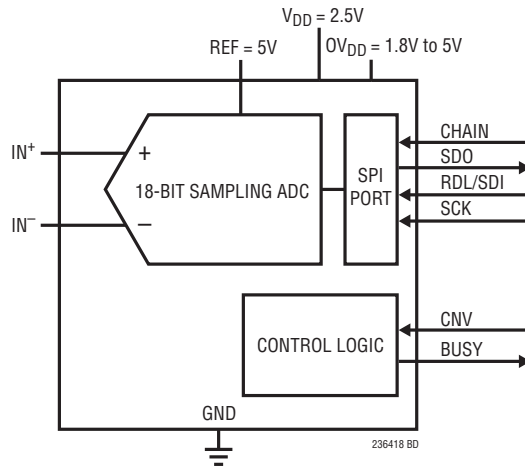 V_DD = 2.5V
REF = 5V
OV_DD = 1.8V to 5V
IN⁺
+
18-BIT SAMPLING ADC
IN⁻
−
SPI
PORT
CHAIN
SDO
RDL/SDI
SCK
CONTROL LOGIC
CNV
BUSY
GND
236418 BD